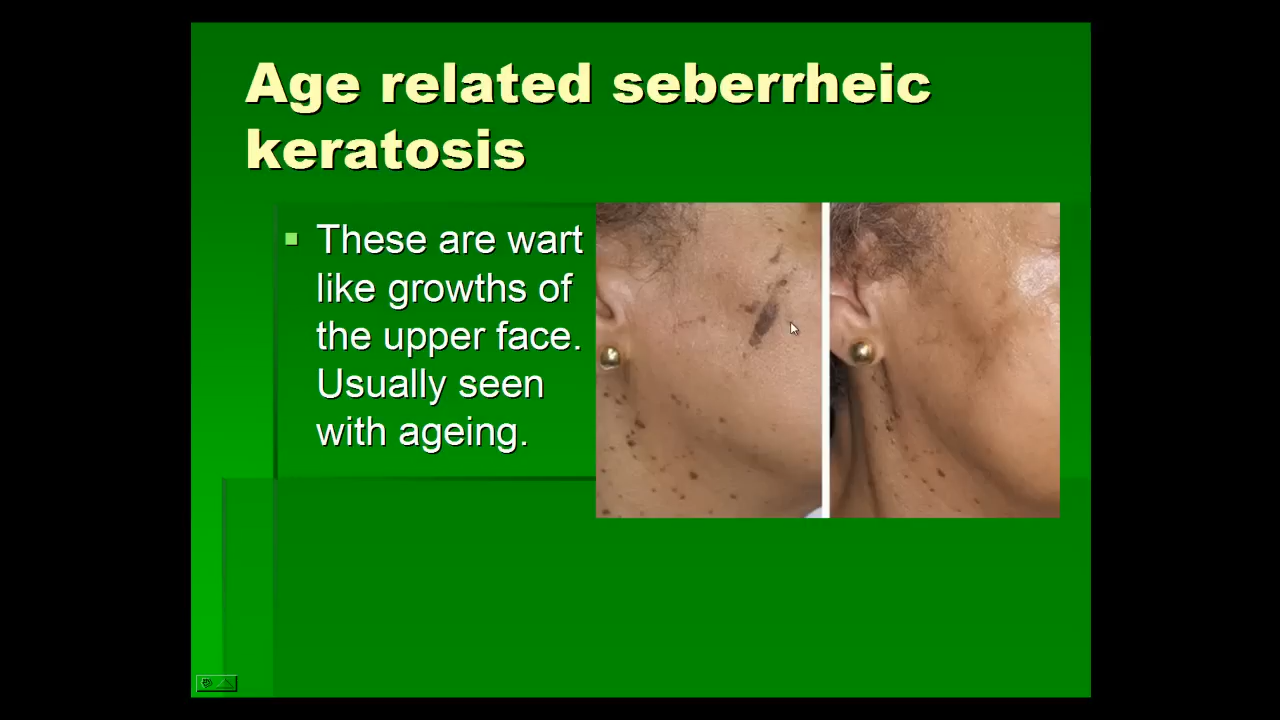 Age related seberrheic
keratosis
These are wart
like growths of
the upper face.
Usually seen
with ageing.